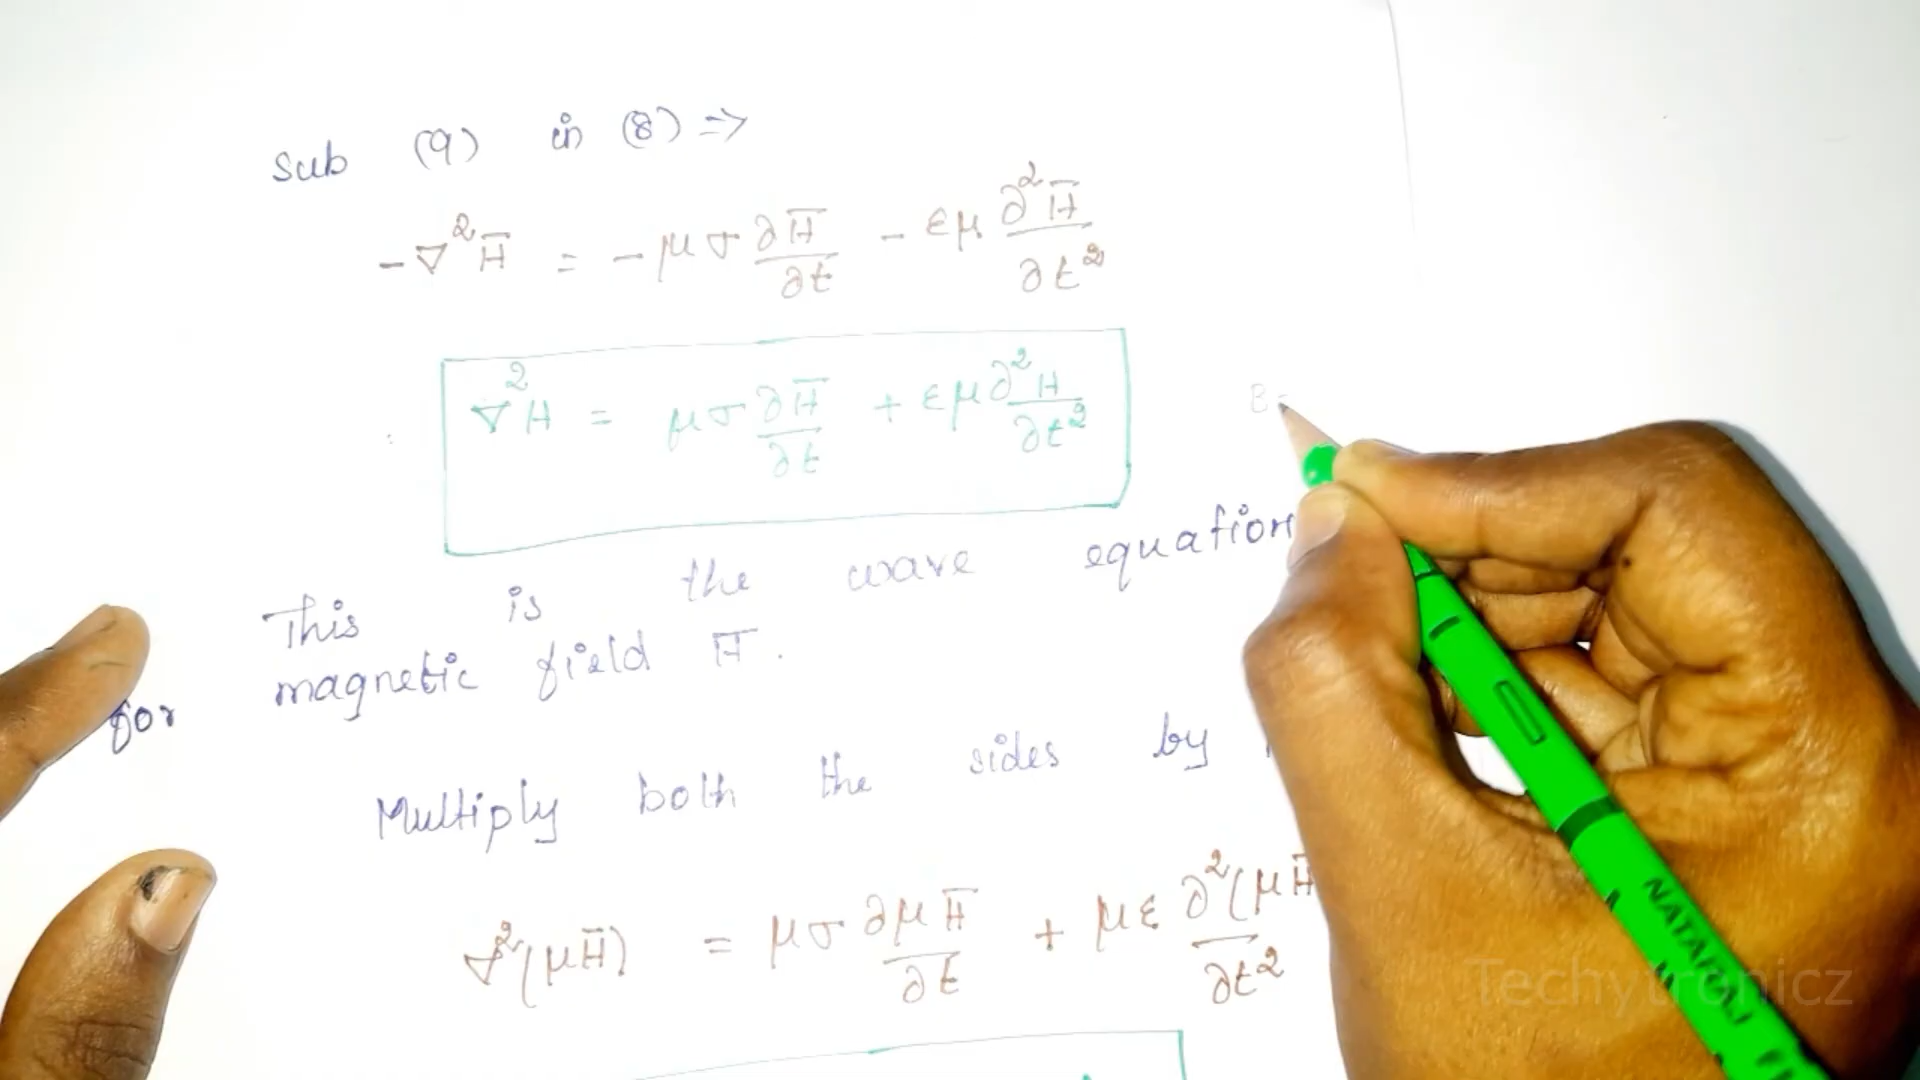 Sub (9) in (8) ⇒
-∇²H̅ = -μσ ∂H̅/∂t - εμ ∂²H̅/∂t²
∇²H = μσ ∂H̅/∂t + εμ ∂²H/∂t²
B=
This is the wave equation
for magnetic field H̅.
Multiply both the sides by
∇²(μH̅) = μσ ∂μH̅/∂t + με ∂²(μH̅/∂t²
NATARAJ
Techytronicz